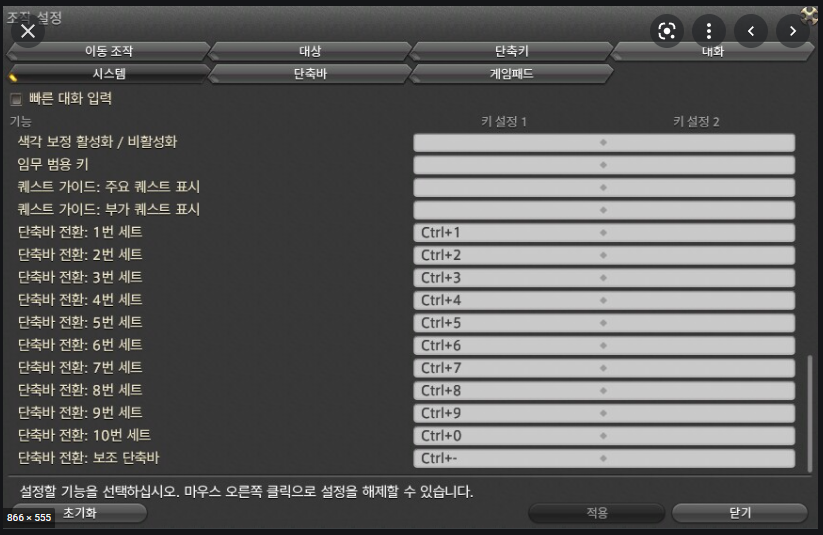 조작 설정
이동 조작 대상 단축키 대화
시스템 단축바 게임패드
빠른 대화 입력
기능 키 설정 1 키 설정 2
색각 보정 활성화 / 비활성화
임무 범용 키
퀘스트 가이드: 주요 퀘스트 표시
퀘스트 가이드: 부가 퀘스트 표시
단축바 전환: 1번 세트 Ctrl+1
단축바 전환: 2번 세트 Ctrl+2
단축바 전환: 3번 세트 Ctrl+3
단축바 전환: 4번 세트 Ctrl+4
단축바 전환: 5번 세트 Ctrl+5
단축바 전환: 6번 세트 Ctrl+6
단축바 전환: 7번 세트 Ctrl+7
단축바 전환: 8번 세트 Ctrl+8
단축바 전환: 9번 세트 Ctrl+9
단축바 전환: 10번 세트 Ctrl+0
단축바 전환: 보조 단축바 Ctrl+-
설정할 기능을 선택하십시오. 마우스 오른쪽 클릭으로 설정을 해제할 수 있습니다.
866 × 555 초기화 적용 닫기